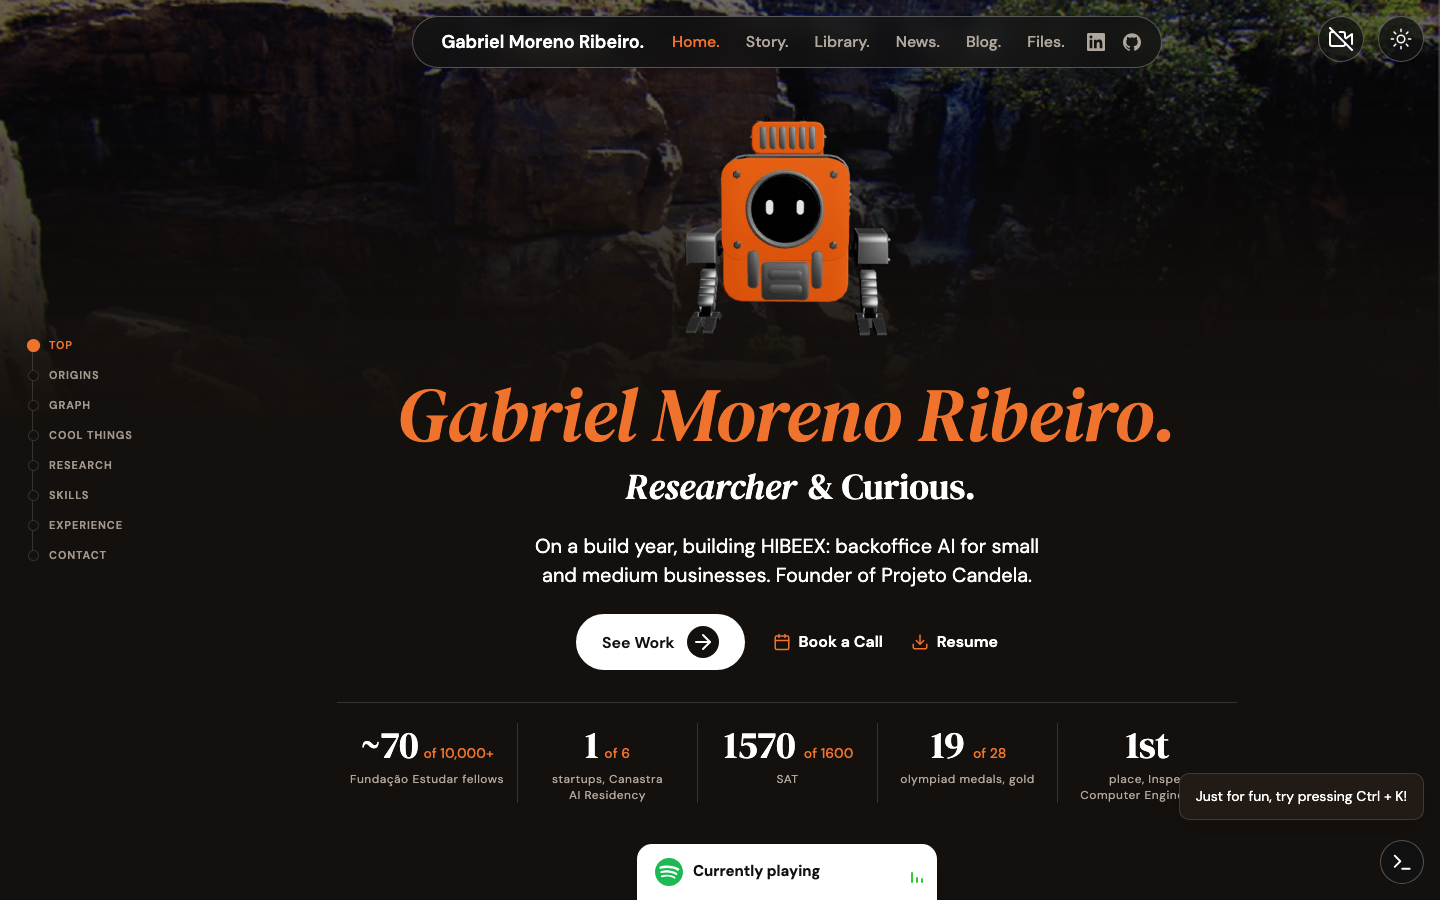 Gabriel Moreno Ribeiro. Home. Story. Library. News. Blog. Files.
TOP
ORIGINS
GRAPH
COOL THINGS
RESEARCH
SKILLS
EXPERIENCE
CONTACT
Gabriel Moreno Ribeiro.
Researcher & Curious.
On a build year, building HIBEEX: backoffice AI for small
and medium businesses. Founder of Projeto Candela.
See Work
Book a Call
Resume
~70 of 10,000+
Fundação Estudar fellows
1 of 6
startups, Canastra
AI Residency
1570 of 1600
SAT
19 of 28
olympiad medals, gold
1st
place,
Computer
Just for fun, try pressing Ctrl + K!
Currently playing